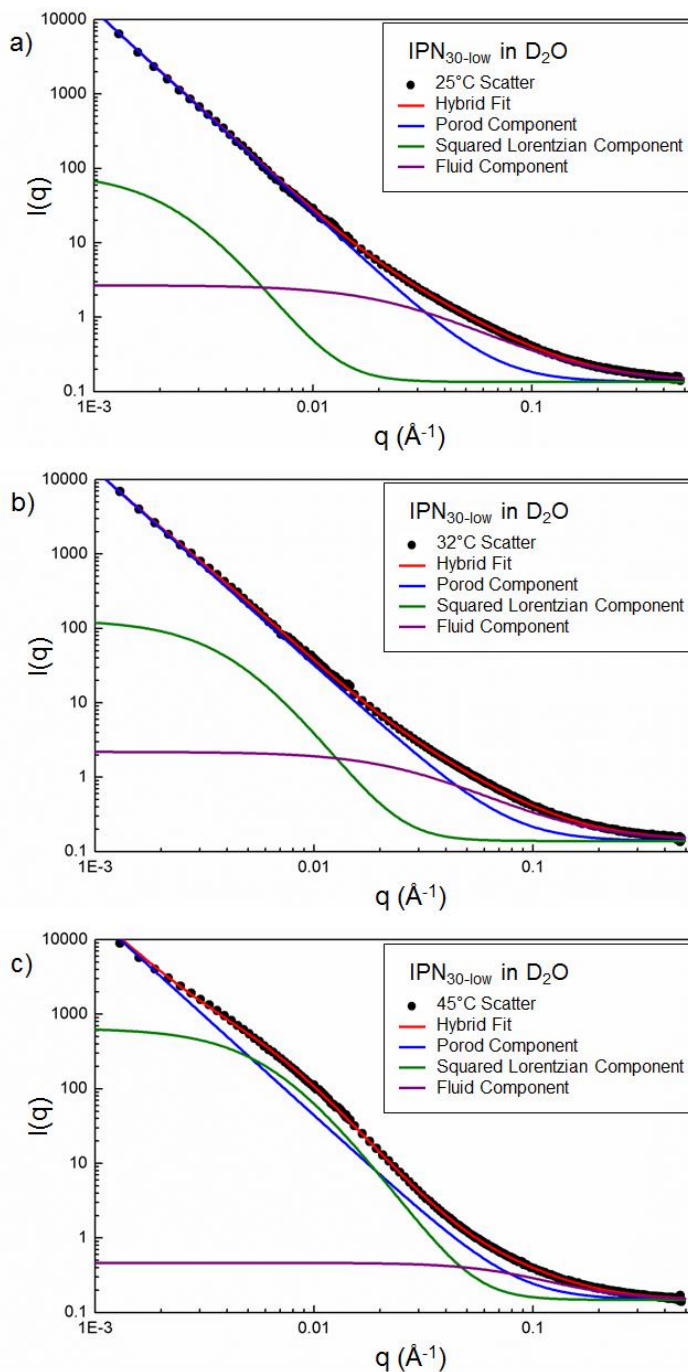 a)
10000
1000
100
10
1
0.1
I(q)
IPN30-low in D2O
25°C Scatter
Hybrid Fit
Porod Component
Squared Lorentzian Component
Fluid Component
1E-3
0.01
0.1
q (Å-1)
b)
10000
1000
100
10
1
0.1
I(q)
IPN30-low in D2O
32°C Scatter
Hybrid Fit
Porod Component
Squared Lorentzian Component
Fluid Component
1E-3
0.01
0.1
q (Å-1)
c)
10000
1000
100
10
1
0.1
I(q)
IPN30-low in D2O
45°C Scatter
Hybrid Fit
Porod Component
Squared Lorentzian Component
Fluid Component
1E-3
0.01
0.1
q (Å-1)